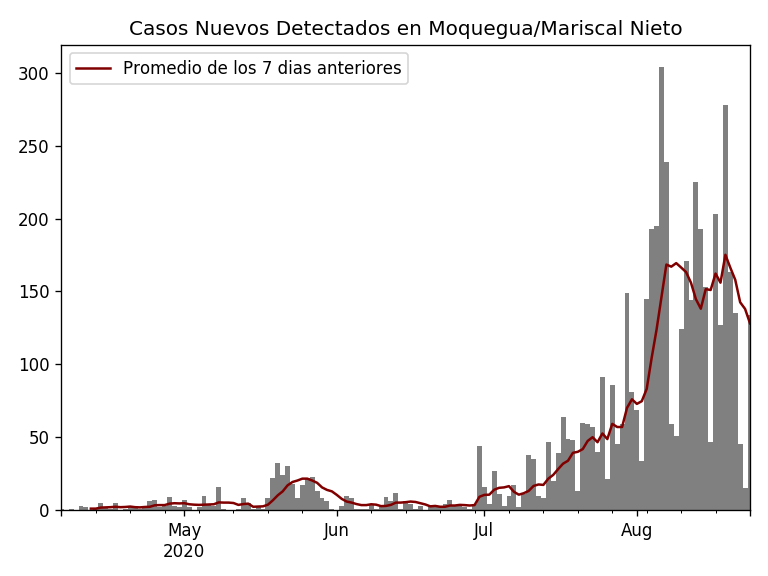 Casos Nuevos Detectados en Moquegua/Mariscal Nieto
Promedio de los 7 dias anteriores
300
250
200
150
100
50
0
May Jun Jul Aug
2020